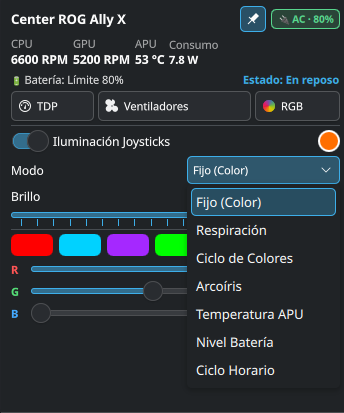 Center ROG Ally X
AC · 80%
CPU GPU APU Consumo
6600 RPM 5200 RPM 53 °C 7.8 W
Batería: Límite 80%
Estado: En reposo
TDP
Ventiladores
RGB
Iluminación Joysticks
Modo
Fijo (Color)
Brillo
Fijo (Color)
Respiración
Ciclo de Colores
Arcoíris
Temperatura APU
Nivel Batería
Ciclo Horario
R
G
B